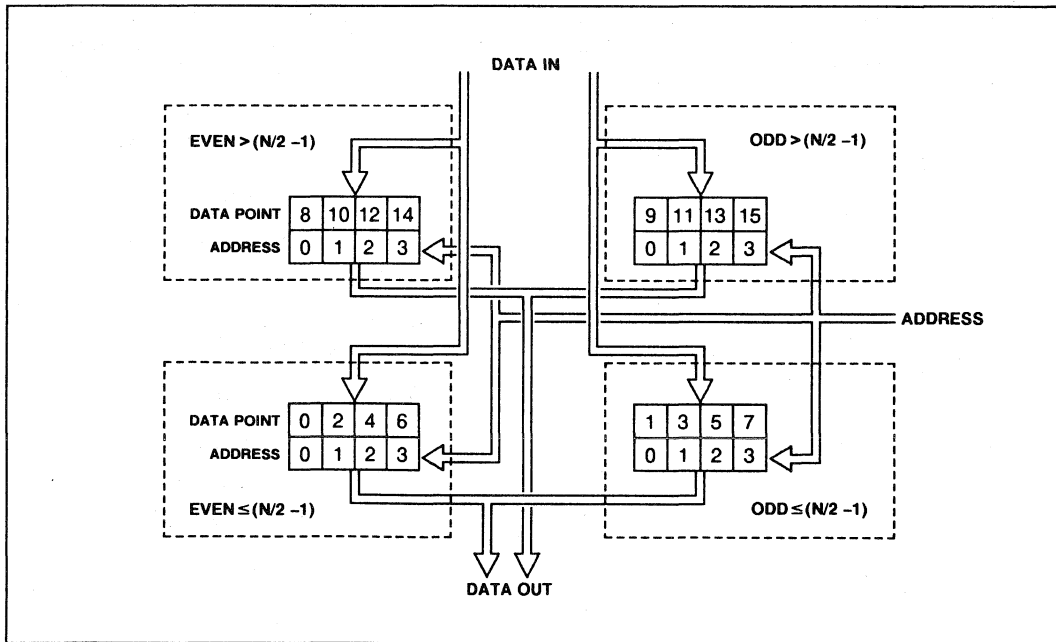 DATA IN
EVEN > (N/2 −1)
ODD > (N/2 −1)
DATA POINT 8 10 12 14
ADDRESS 0 1 2 3
9 11 13 15
0 1 2 3
ADDRESS
DATA POINT 0 2 4 6
ADDRESS 0 1 2 3
1 3 5 7
0 1 2 3
EVEN ≤ (N/2 −1)
ODD ≤ (N/2 −1)
DATA OUT